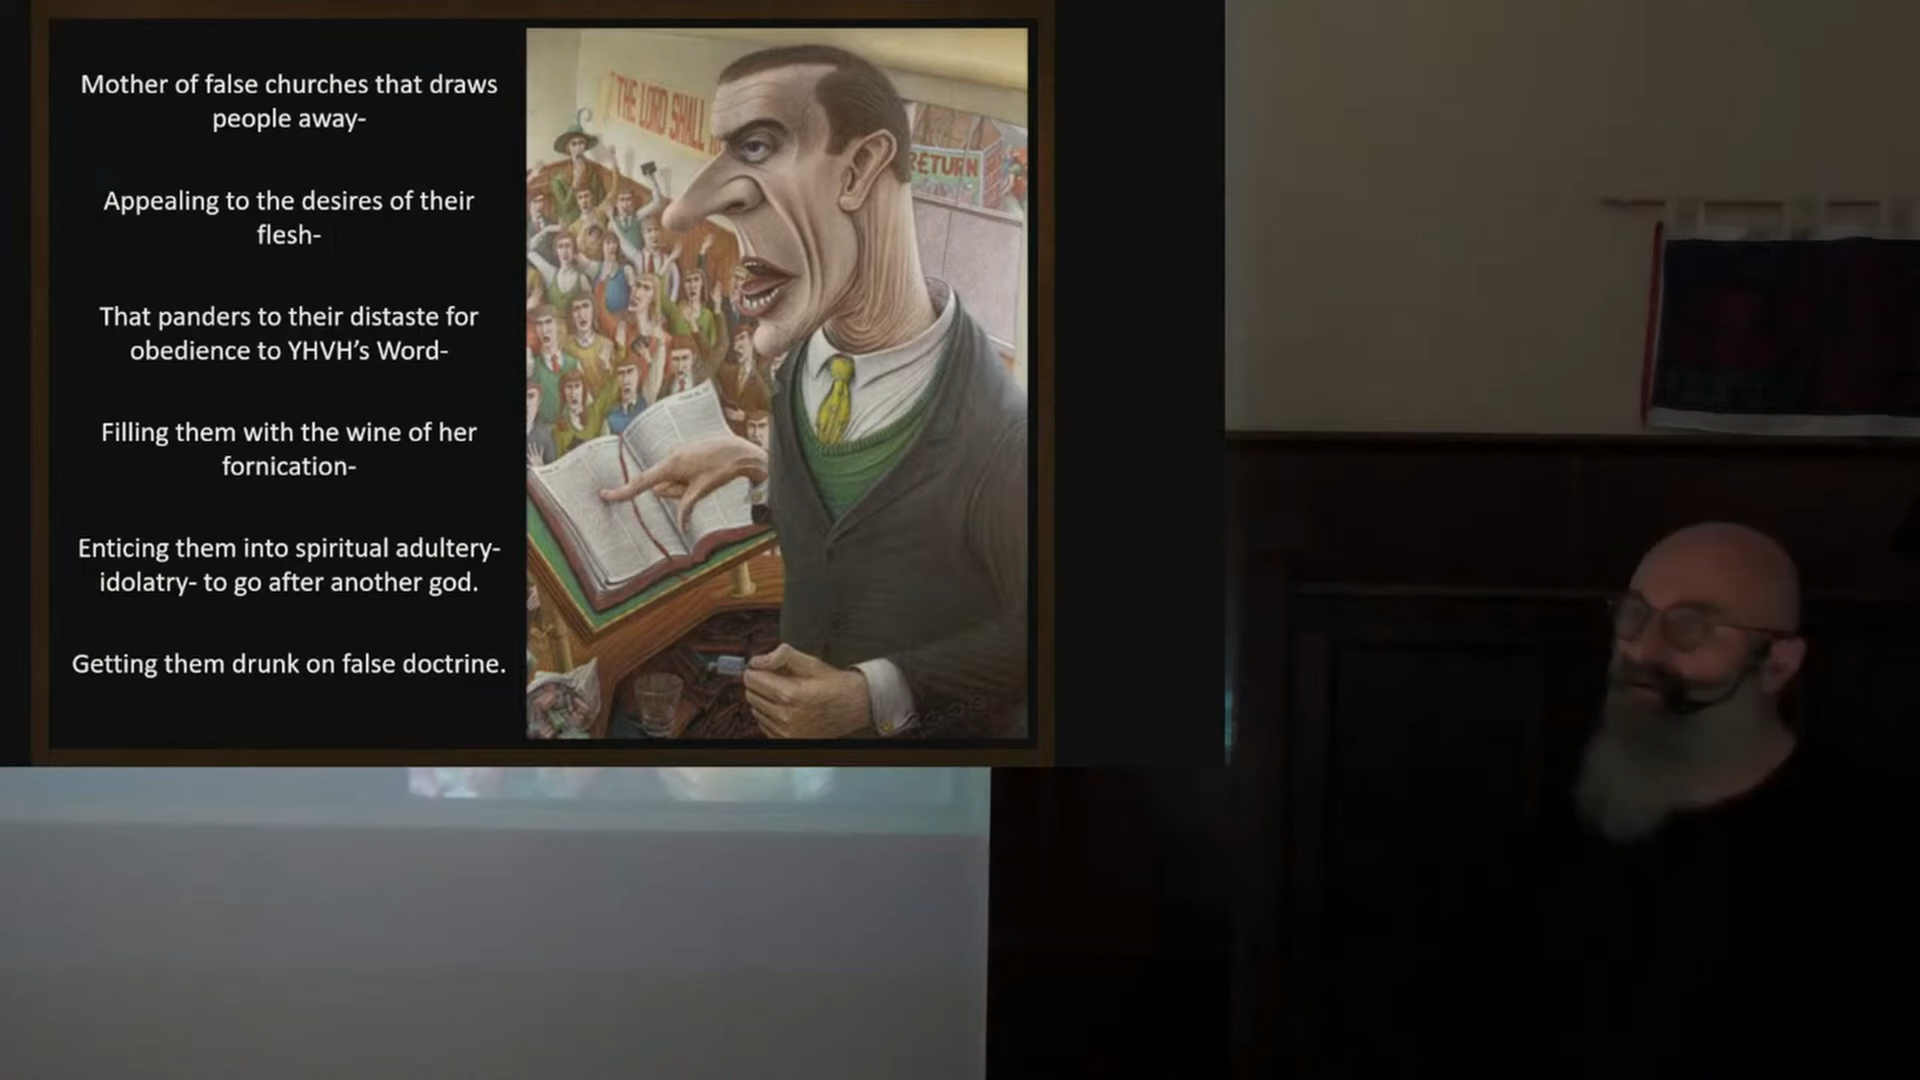 Mother of false churches that draws
people away-
Appealing to the desires of their
flesh-
That panders to their distaste for
obedience to YHVH’s Word-
Filling them with the wine of her
fornication-
Enticing them into spiritual adultery-
idolatry- to go after another god.
Getting them drunk on false doctrine.
THE LORD SHALL
RETURN